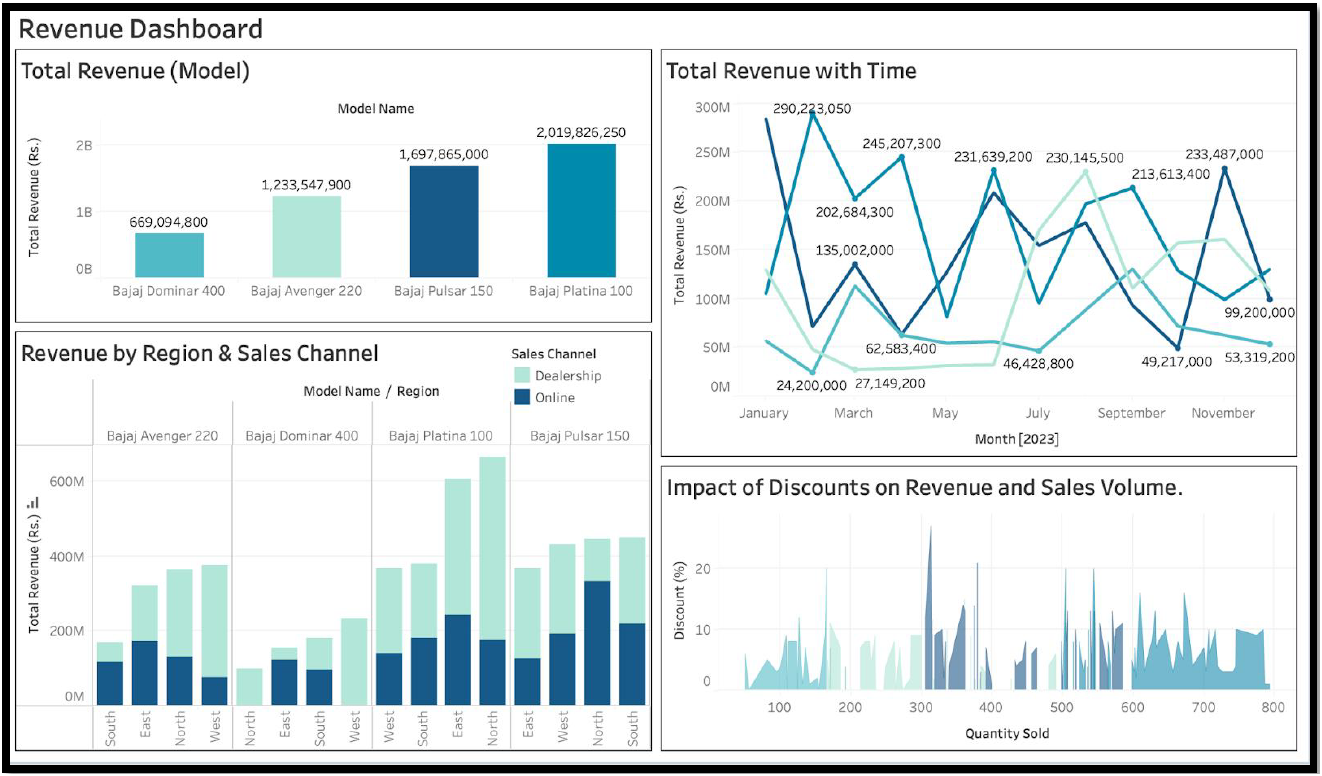 Revenue Dashboard
Total Revenue (Model)
Model Name
Total Revenue (Rs.)
2B
1B
0B
669,094,800
1,233,547,900
1,697,865,000
2,019,826,250
Bajaj Dominar 400
Bajaj Avenger 220
Bajaj Pulsar 150
Bajaj Platina 100
Total Revenue with Time
Total Revenue (Rs.)
300M
250M
200M
150M
100M
50M
0M
290,223,050
245,207,300
202,684,300
135,002,000
62,583,400
24,200,000
27,149,200
231,639,200
230,145,500
46,428,800
213,613,400
233,487,000
49,217,000
99,200,000
53,319,200
January
March
May
July
September
November
Month [2023]
Revenue by Region & Sales Channel
Sales Channel
Dealership
Online
Model Name / Region
Bajaj Avenger 220
Bajaj Dominar 400
Bajaj Platina 100
Bajaj Pulsar 150
Total Revenue (Rs.)
600M
400M
200M
0M
South
East
North
West
North
East
South
West
West
South
East
North
East
West
North
South
Impact of Discounts on Revenue and Sales Volume.
Discount (%)
20
10
0
100
200
300
400
500
600
700
800
Quantity Sold